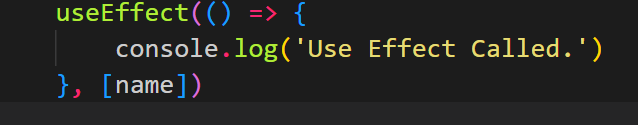 useEffect(() => {
console.log('Use Effect Called.')
}, [name])